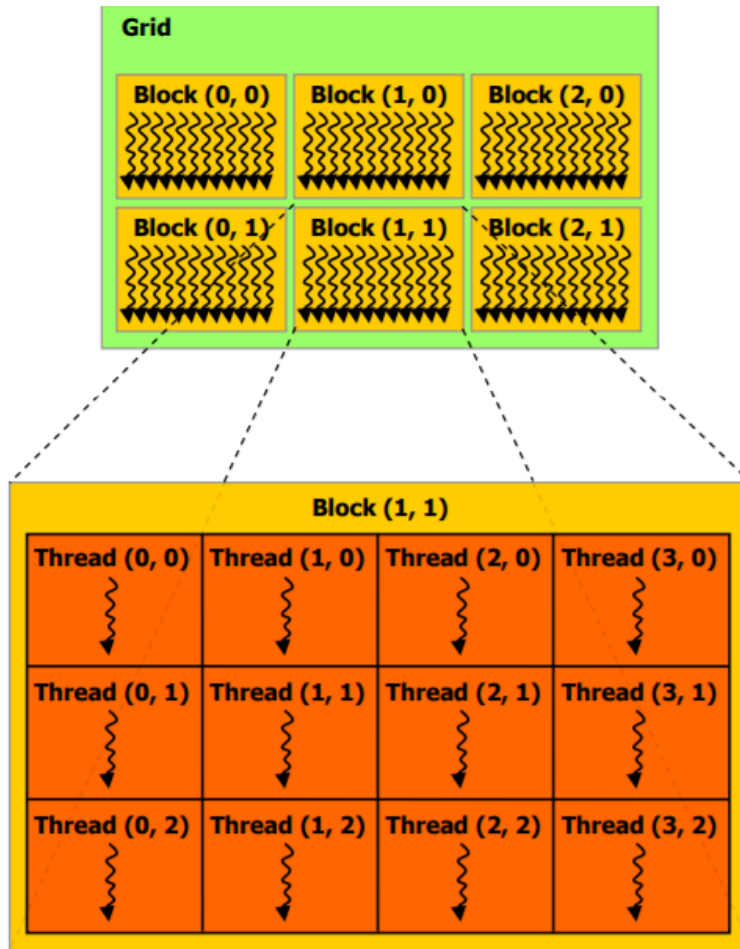 Grid
Block (0, 0) Block (1, 0) Block (2, 0)
Block (0, 1) Block (1, 1) Block (2, 1)
Block (1, 1)
Thread (0, 0) Thread (1, 0) Thread (2, 0) Thread (3, 0)
Thread (0, 1) Thread (1, 1) Thread (2, 1) Thread (3, 1)
Thread (0, 2) Thread (1, 2) Thread (2, 2) Thread (3, 2)